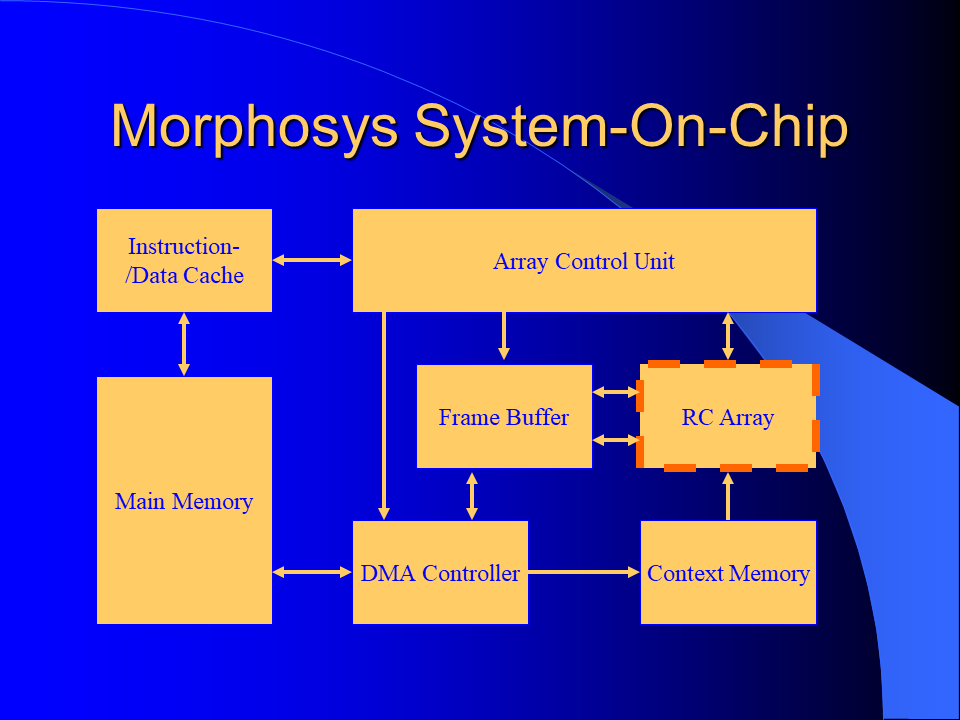 Morphosys System-On-Chip
Instruction-
/Data Cache
Array Control Unit
Frame Buffer
RC Array
Main Memory
DMA Controller
Context Memory